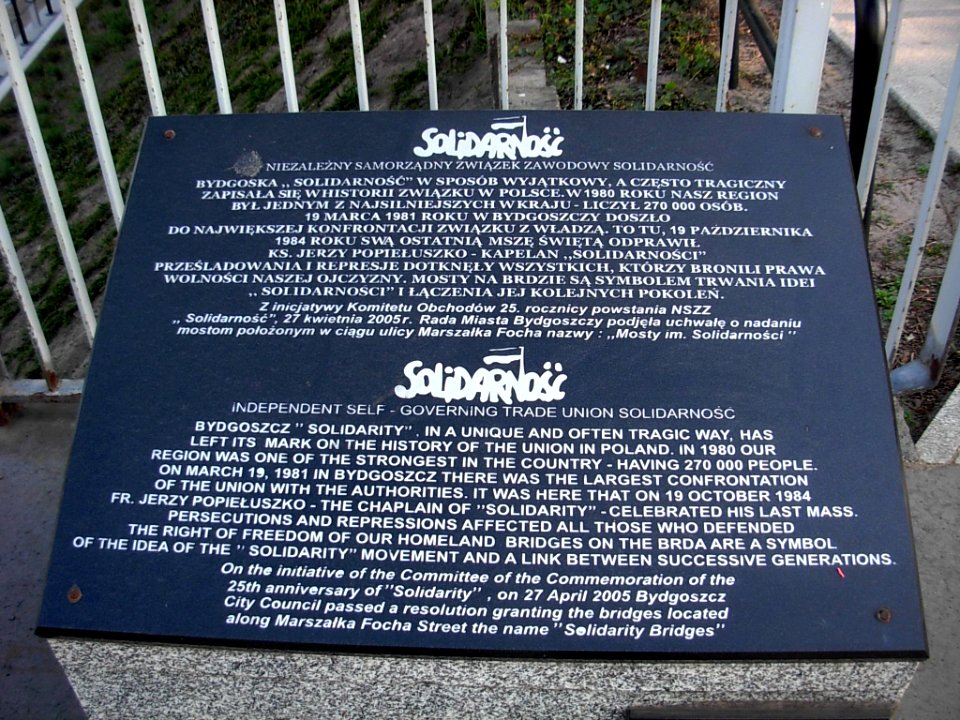 SOLIDARNOŚĆ
NIEZALEŻNY SAMORZĄDNY ZWIĄZEK ZAWODOWY SOLIDARNOŚĆ
BYDGOSKA ,, SOLIDARNOŚĆ” W SPOSÓB WYJĄTKOWY, A CZĘSTO TRAGICZNY
ZAPISAŁA SIĘ W HISTORII ZWIĄZKU W POLSCE. W 1980 ROKU NASZ REGION
BYŁ JEDNYM Z NAJSILNIEJSZYCH W KRAJU - LICZYŁ 270 000 OSÓB.
19 MARCA 1981 ROKU W BYDGOSZCZY DOSZŁO
DO NAJWIĘKSZEJ KONFRONTACJI ZWIĄZKU Z WŁADZĄ. TO TU, 19 PAŹDZIERNIKA
1984 ROKU SWĄ OSTATNIĄ MSZĘ ŚWIĘTĄ ODPRAWIŁ
KS. JERZY POPIEŁUSZKO - KAPELAN ,,SOLIDARNOŚCI”
PRZEŚLADOWANIA I REPRESJE DOTKNĘŁY WSZYSTKICH, KTÓRZY BRONILI PRAWA
WOLNOŚCI NASZEJ OJCZYZNY. MOSTY NA BRDZIE SĄ SYMBOLEM TRWANIA IDEI
,, SOLIDARNOŚCI” I ŁĄCZENIA JEJ KOLEJNYCH POKOLEŃ.
Z inicjatywy Komitetu Obchodów 25. rocznicy powstania NSZZ
,, Solidarność”, 27 kwietnia 2005 r. Rada Miasta Bydgoszczy podjęła uchwałę o nadaniu
mostom położonym w ciągu ulicy Marszałka Focha nazwy : ,,Mosty im. Solidarności ”
SOLIDARNOŚĆ
INDEPENDENT SELF - GOVERNING TRADE UNION SOLIDARNOŚĆ
BYDGOSZCZ ” SOLIDARITY” . IN A UNIQUE AND OFTEN TRAGIC WAY, HAS
LEFT ITS MARK ON THE HISTORY OF THE UNION IN POLAND. IN 1980 OUR
REGION WAS ONE OF THE STRONGEST IN THE COUNTRY - HAVING 270 000 PEOPLE.
ON MARCH 19, 1981 IN BYDGOSZCZ THERE WAS THE LARGEST CONFRONTATION
OF THE UNION WITH THE AUTHORITIES. IT WAS HERE THAT ON 19 OCTOBER 1984
FR. JERZY POPIEŁUSZKO - THE CHAPLAIN OF ”SOLIDARITY” - CELEBRATED HIS LAST MASS.
PERSECUTIONS AND REPRESSIONS AFFECTED ALL THOSE WHO DEFENDED
THE RIGHT OF FREEDOM OF OUR HOMELAND BRIDGES ON THE BRDA ARE A SYMBOL
OF THE IDEA OF THE ” SOLIDARITY” MOVEMENT AND A LINK BETWEEN SUCCESSIVE GENERATIONS.
On the initiative of the Committee of the Commemoration of the
25th anniversary of ”Solidarity” , on 27 April 2005 Bydgoszcz
City Council passed a resolution granting the bridges located
along Marszałka Focha Street the name ”Solidarity Bridges”